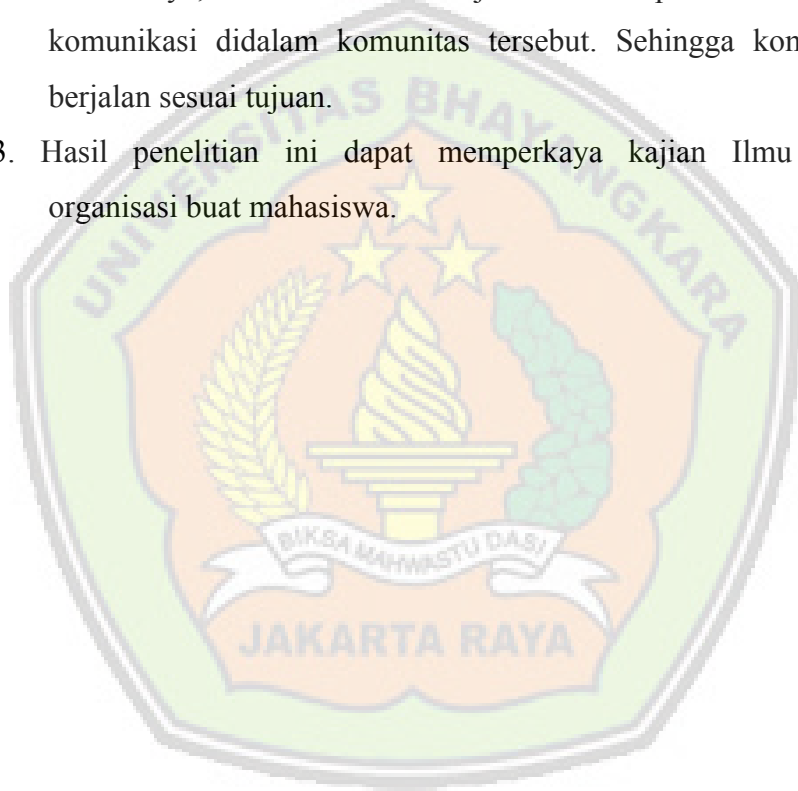 komunikasi didalam komunitas tersebut. Sehingga kom
berjalan sesuai tujuan.
3. Hasil penelitian ini dapat memperkaya kajian Ilmu
organisasi buat mahasiswa.
UNIVERSITAS BHAYANGKARA
BIKSA MAHWASTU DASI
JAKARTA RAYA